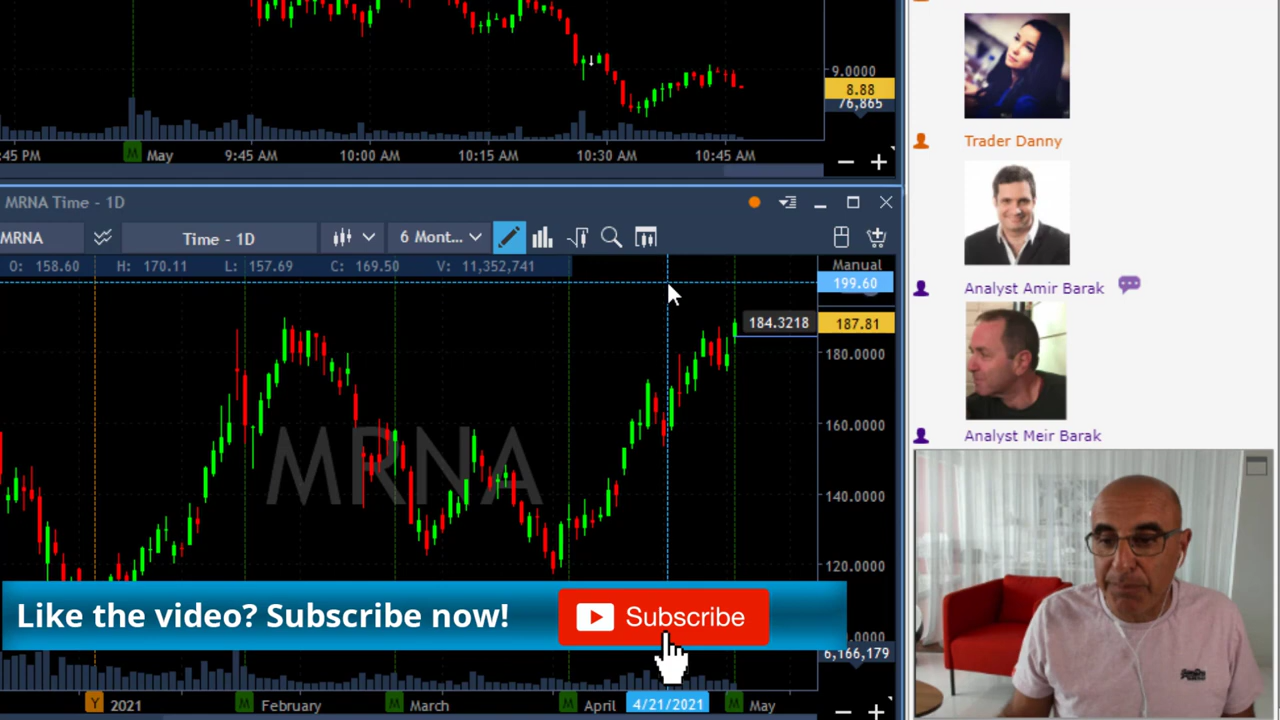 9.0000
8.88
76,865
:45 PM
M May
9:45 AM
10:00 AM
10:15 AM
10:30 AM
10:45 AM
Trader Danny
Analyst Amir Barak
Analyst Meir Barak
MRNA Time - 1D
MRNA
Time - 1D
6 Mont...
O: 158.60 H: 170.11 L: 157.69 C: 169.50 V: 11,352,741
Manual
199.60
184.3218
187.81
180.0000
160.0000
140.0000
120.0000
MRNA
Like the video? Subscribe now!
Subscribe
6,166,179
Y 2021
M February
M March
M April
4/21/2021
M May